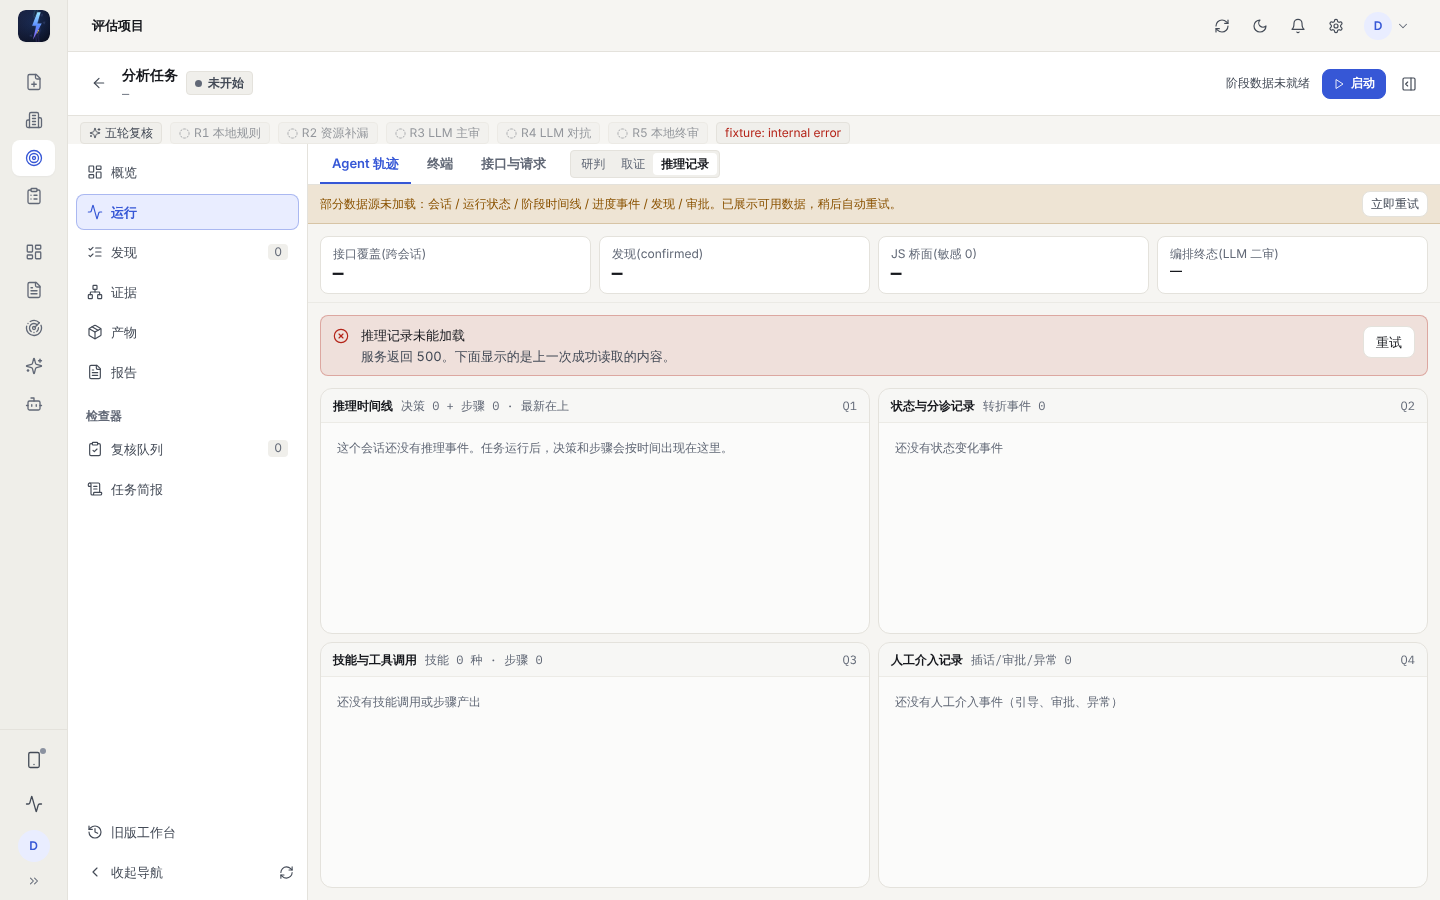 评估项目
D
分析任务
—
未开始
阶段数据未就绪
启动
五轮复核
R1 本地规则
R2 资源补漏
R3 LLM 主审
R4 LLM 对抗
R5 本地终审
fixture: internal error
概览
运行
发现
0
证据
产物
报告
检查器
复核队列
0
任务简报
旧版工作台
收起导航
D
Agent 轨迹
终端
接口与请求
研判
取证
推理记录
部分数据源未加载：会话 / 运行状态 / 阶段时间线 / 进度事件 / 发现 / 审批。已展示可用数据，稍后自动重试。
立即重试
接口覆盖(跨会话)
—
发现(confirmed)
—
JS 桥面(敏感 0)
—
编排终态(LLM 二审)
—
推理记录未能加载
服务返回 500。下面显示的是上一次成功读取的内容。
重试
推理时间线 决策 0 + 步骤 0 · 最新在上 Q1
这个会话还没有推理事件。任务运行后，决策和步骤会按时间出现在这里。
状态与分诊记录 转折事件 0 Q2
还没有状态变化事件
技能与工具调用 技能 0 种 · 步骤 0 Q3
还没有技能调用或步骤产出
人工介入记录 插话/审批/异常 0 Q4
还没有人工介入事件（引导、审批、异常）